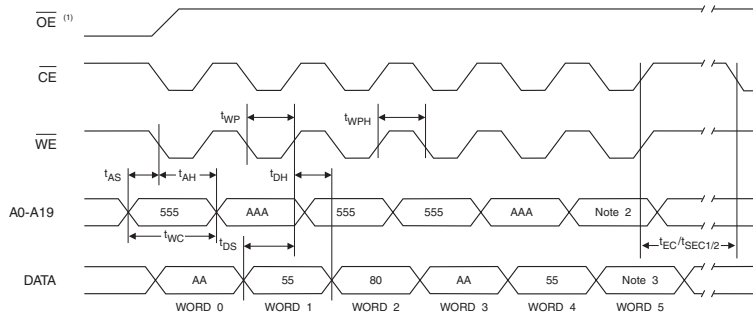 OE (1)
CE
tWP tWPH
WE
tAS tAH tDH
A0-A19 555 AAA 555 555 AAA Note 2
tWC tDS tEC/tSEC1/2
DATA AA 55 80 AA 55 Note 3
WORD 0 WORD 1 WORD 2 WORD 3 WORD 4 WORD 5